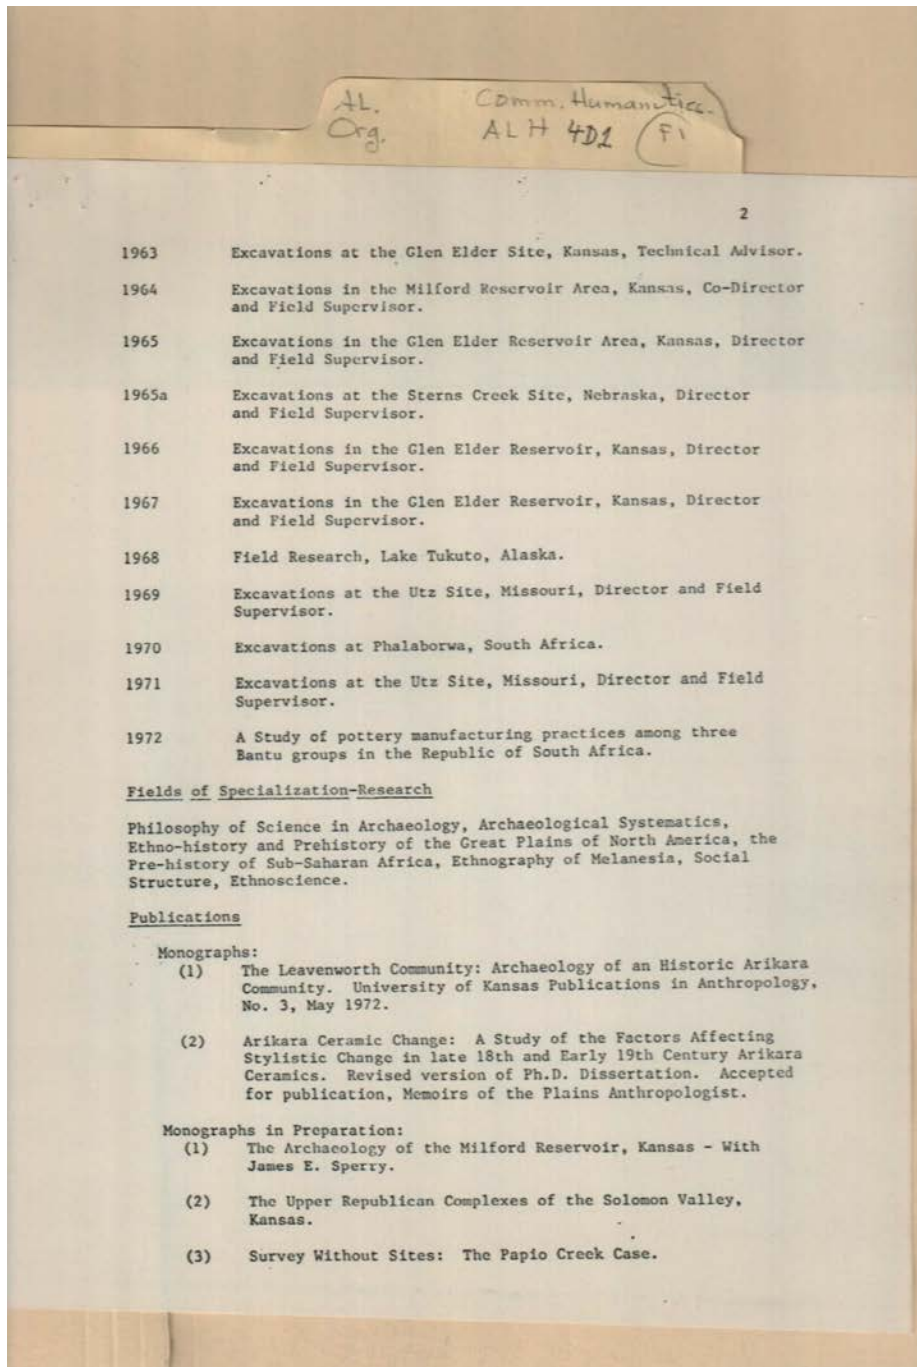 AL.
Org.
Comm. Humanities.
ALH 4D1 F1
2
1963 Excavations at the Glen Elder Site, Kansas, Technical Advisor.
1964 Excavations in the Milford Reservoir Area, Kansas, Co-Director
and Field Supervisor.
1965 Excavations in the Glen Elder Reservoir Area, Kansas, Director
and Field Supervisor.
1965a Excavations at the Sterns Creek Site, Nebraska, Director
and Field Supervisor.
1966 Excavations in the Glen Elder Reservoir, Kansas, Director
and Field Supervisor.
1967 Excavations in the Glen Elder Reservoir, Kansas, Director
and Field Supervisor.
1968 Field Research, Lake Tukuto, Alaska.
1969 Excavations at the Utz Site, Missouri, Director and Field
Supervisor.
1970 Excavations at Phalaborwa, South Africa.
1971 Excavations at the Utz Site, Missouri, Director and Field
Supervisor.
1972 A Study of pottery manufacturing practices among three
Bantu groups in the Republic of South Africa.
Fields of Specialization-Research
Philosophy of Science in Archaeology, Archaeological Systematics,
Ethno-history and Prehistory of the Great Plains of North America, the
Pre-history of Sub-Saharan Africa, Ethnography of Melanesia, Social
Structure, Ethnoscience.
Publications
Monographs:
(1) The Leavenworth Community: Archaeology of an Historic Arikara
Community. University of Kansas Publications in Anthropology,
No. 3, May 1972.
(2) Arikara Ceramic Change: A Study of the Factors Affecting
Stylistic Change in late 18th and Early 19th Century Arikara
Ceramics. Revised version of Ph.D. Dissertation. Accepted
for publication, Memoirs of the Plains Anthropologist.
Monographs in Preparation:
(1) The Archaeology of the Milford Reservoir, Kansas - With
James E. Sperry.
(2) The Upper Republican Complexes of the Solomon Valley,
Kansas.
(3) Survey Without Sites: The Papio Creek Case.